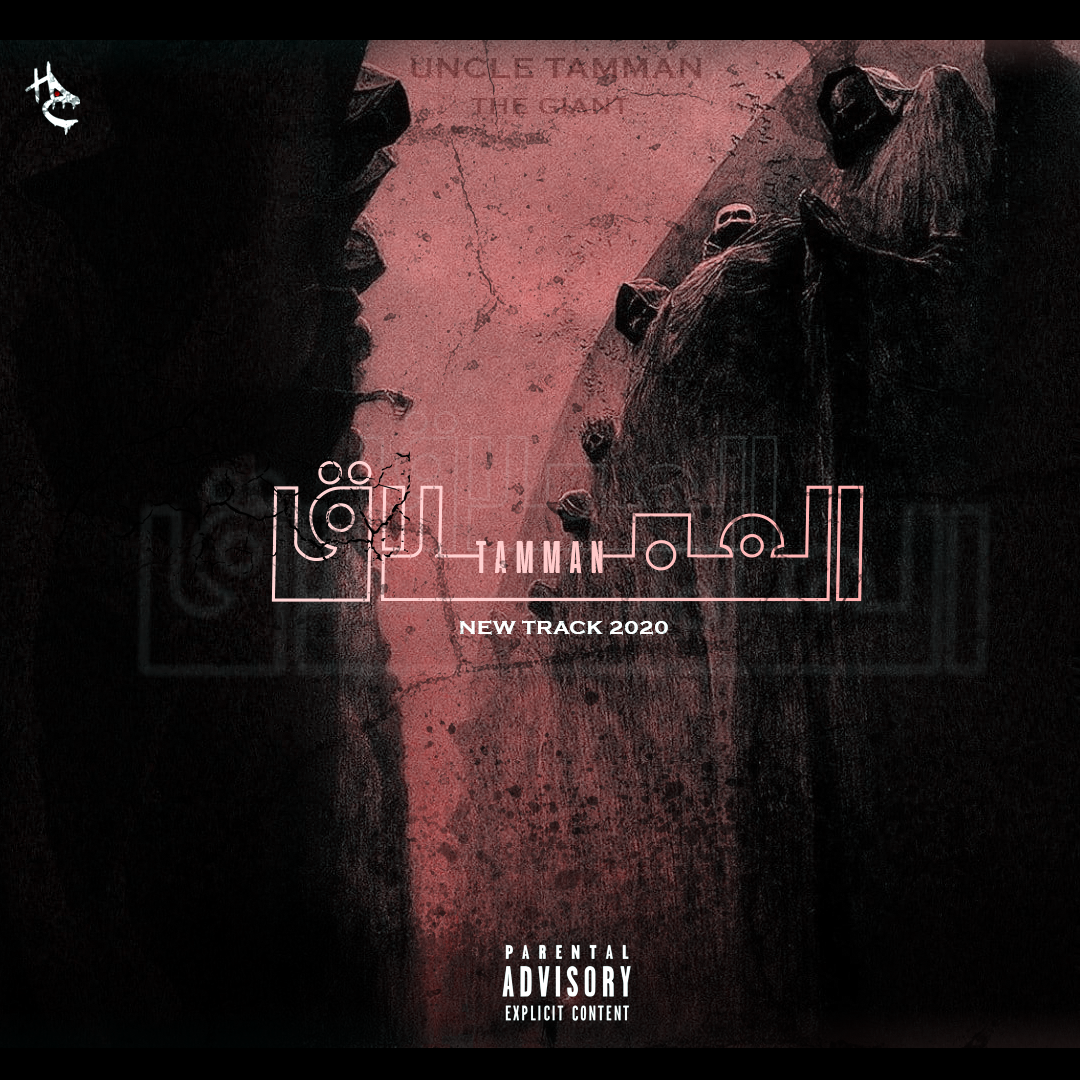 UNCLE TAMMAN
THE GIANT
العملاق
TAMMAN
NEW TRACK 2020
PARENTAL
ADVISORY
EXPLICIT CONTENT